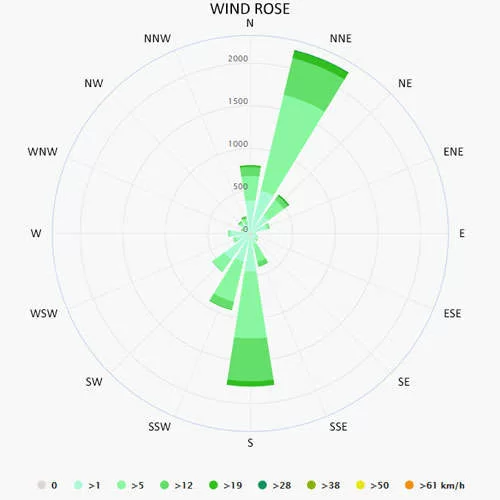 WIND ROSE
N
NNW
NNE
NW
NE
WNW
ENE
W
E
WSW
ESE
SW
SE
SSW
SSE
S
2000
1500
1000
500
0
0 >1 >5 >12 >19 >28 >38 >50 >61 km/h